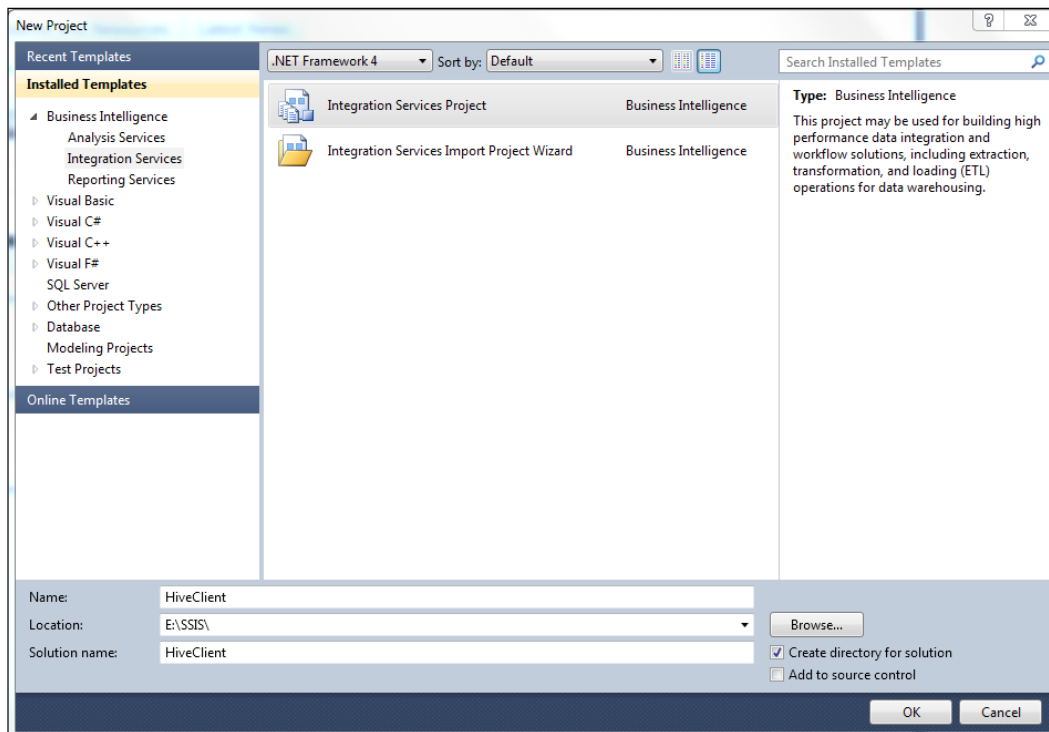 New Project
Recent Templates
Installed Templates
Business Intelligence
Analysis Services
Integration Services
Reporting Services
Visual Basic
Visual C#
Visual C++
Visual F#
SQL Server
Other Project Types
Database
Modeling Projects
Test Projects
Online Templates
.NET Framework 4 Sort by: Default
Integration Services Project Business Intelligence
Integration Services Import Project Wizard Business Intelligence
Search Installed Templates
Type: Business Intelligence
This project may be used for building high
performance data integration and
workflow solutions, including extraction,
transformation, and loading (ETL)
operations for data warehousing.
Name: HiveClient
Location: E:\SSIS\ Browse...
Solution name: HiveClient
Create directory for solution
Add to source control
OK Cancel